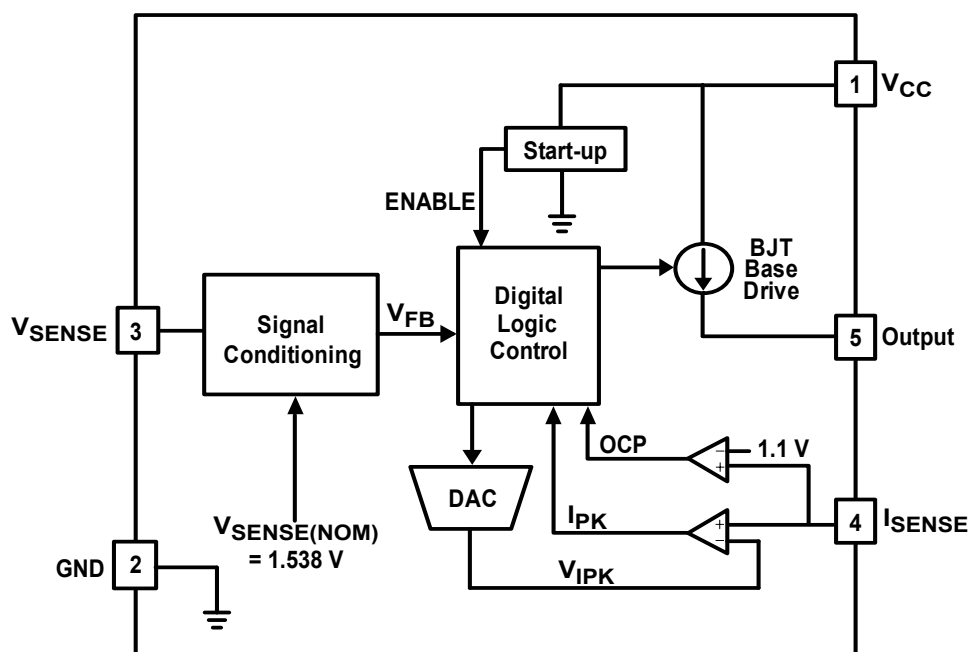 1
VCC
Start-up
ENABLE
BJT
Base
Drive
VSENSE
3
Signal
Conditioning
VFB
Digital
Logic
Control
5
Output
OCP
−
+
1.1 V
DAC
VSENSE(NOM)
= 1.538 V
IPK
+
−
4
ISENSE
GND
2
VIPK